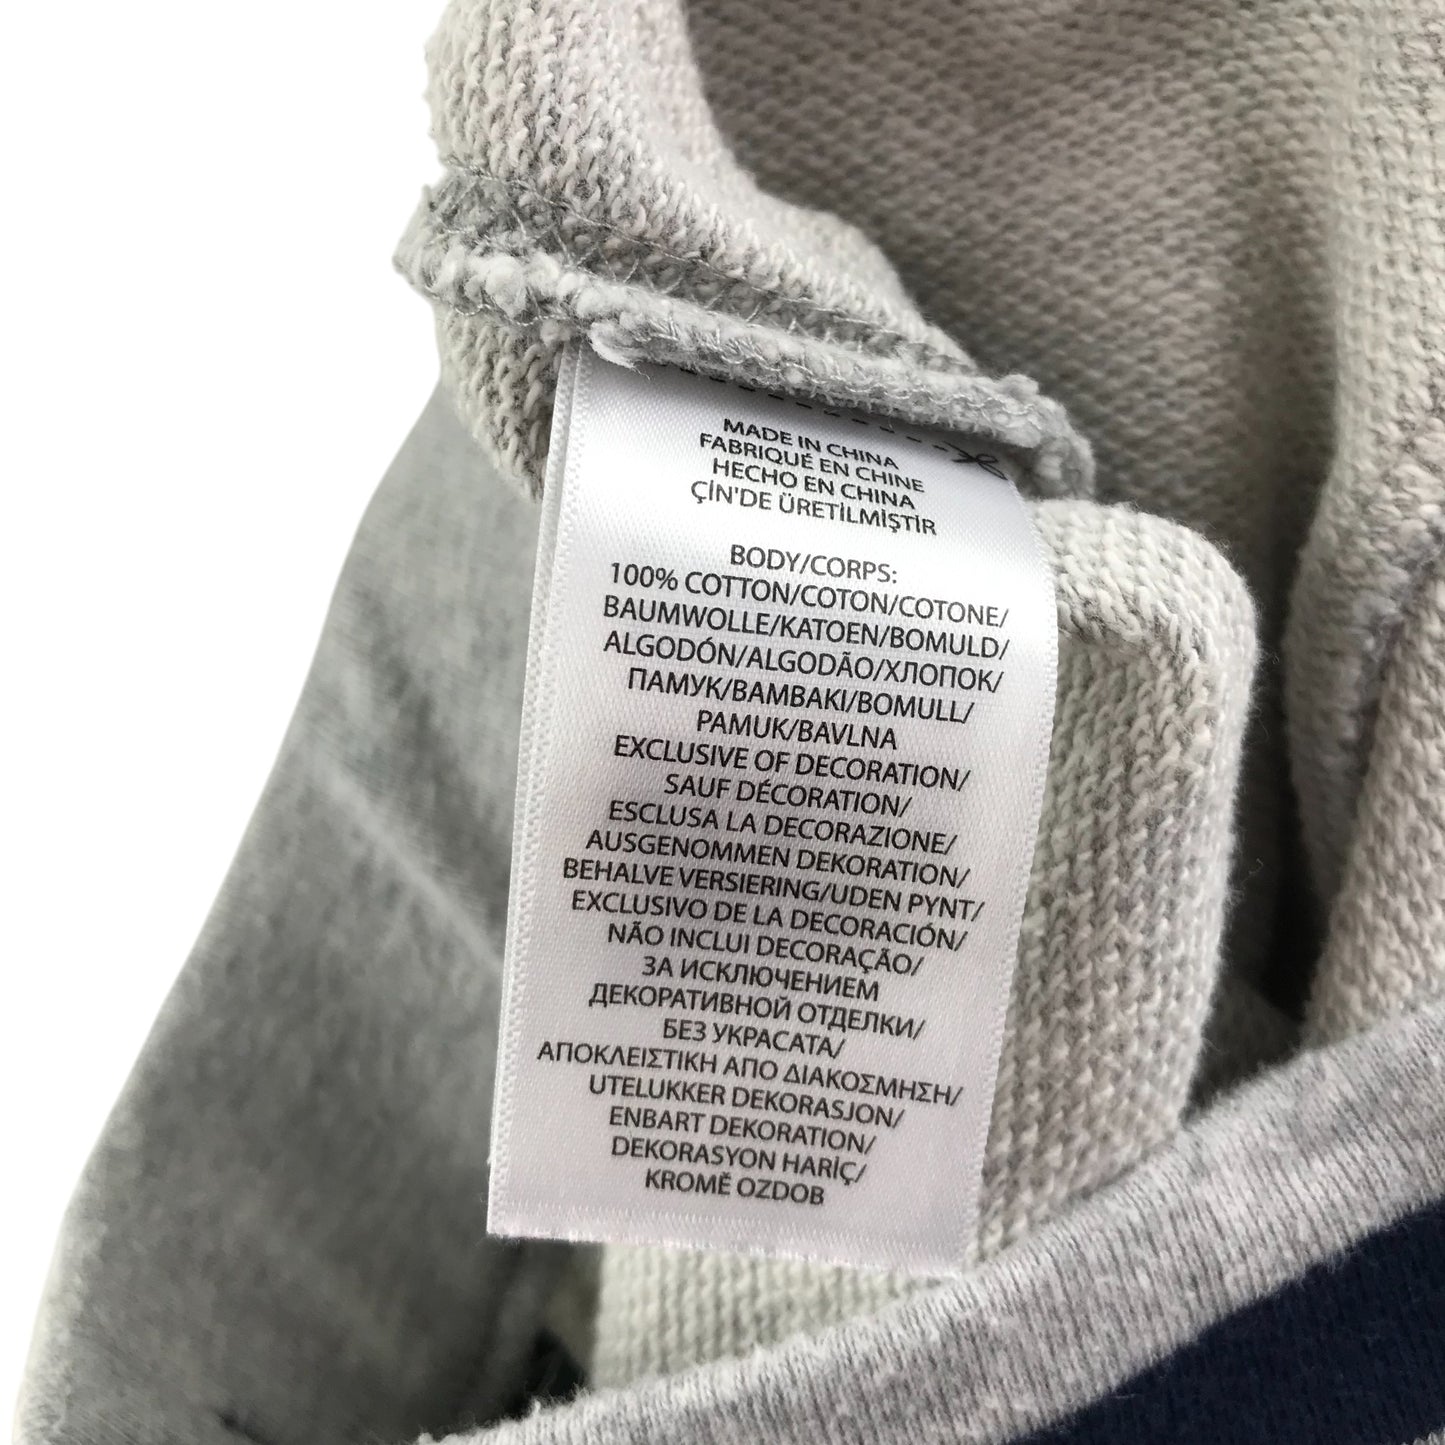 MADE IN CHINA
FABRIQUÉ EN CHINE
HECHO EN CHINA
ÇİN'DE ÜRETİLMİŞTİR
BODY/CORPS:
100% COTTON/COTON/COTONE/
BAUMWOLLE/KATOEN/BOMULD/
ALGODÓN/ALGODÃO/ХЛОПОК/
ПАМУК/ΒΑΜΒΑΚΙ/BOMULL/
PAMUK/BAVLNA
EXCLUSIVE OF DECORATION/
SAUF DÉCORATION/
ESCLUSA LA DECORAZIONE/
AUSGENOMMEN DEKORATION/
BEHALVE VERSIERING/UDEN PYNT/
EXCLUSIVO DE LA DECORACIÓN/
NÃO INCLUI DECORAÇÃO/
ЗА ИСКЛЮЧЕНИЕМ
ДЕКОРАТИВНОЙ ОТДЕЛКИ/
БЕЗ УКРАСАТА/
ΑΠΟΚΛΕΙΣΤΙΚΗ ΑΠΟ ΔΙΑΚΟΣΜΗΣΗ/
UTELUKKER DEKORASJON/
ENBART DEKORATION/
DEKORASYON HARİÇ/
KROMĚ OZDOB